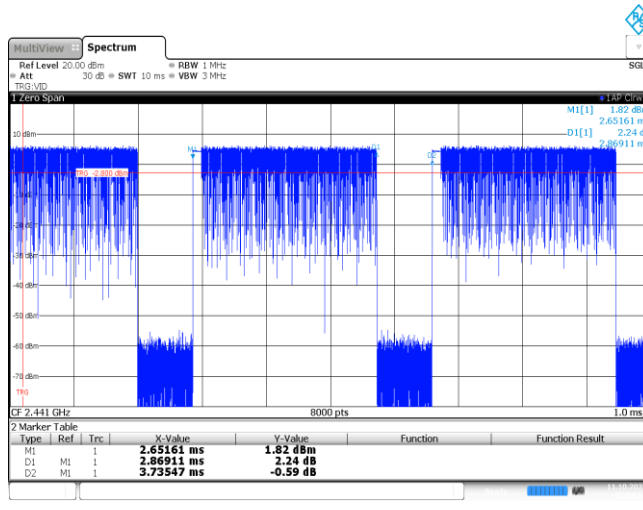 MultiView Spectrum
Ref Level 20.00 dBm RBW 1 MHz SGL
Att 30 dB SWT 10 ms VBW 3 MHz
TRG:VID
1 Zero Span 1AP Clrw
M1[1] 1.82 dBm
2.65161 m
D1[1] 2.24 d
2.86911 m
10 dBm
M1
D1
D2
TRG -2.800 dBm
-20 dBm
-30 dBm
-40 dBm
-50 dBm
-60 dBm
-70 dBm
TRG
CF 2.441 GHz 8000 pts 1.0 ms
2 Marker Table
Type Ref Trc X-Value Y-Value Function Function Result
M1 1 2.65161 ms 1.82 dBm
D1 M1 1 2.86911 ms 2.24 dB
D2 M1 1 3.73547 ms -0.59 dB